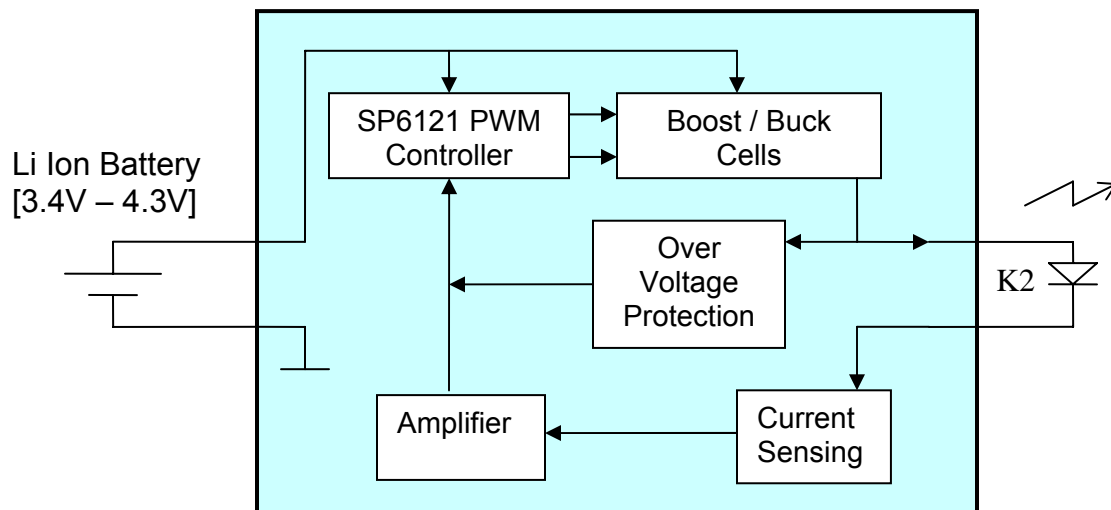 SP6121 PWM
Controller
Boost / Buck
Cells
Li Ion Battery
[3.4V – 4.3V]
Over
Voltage
Protection
K2
Amplifier
Current
Sensing